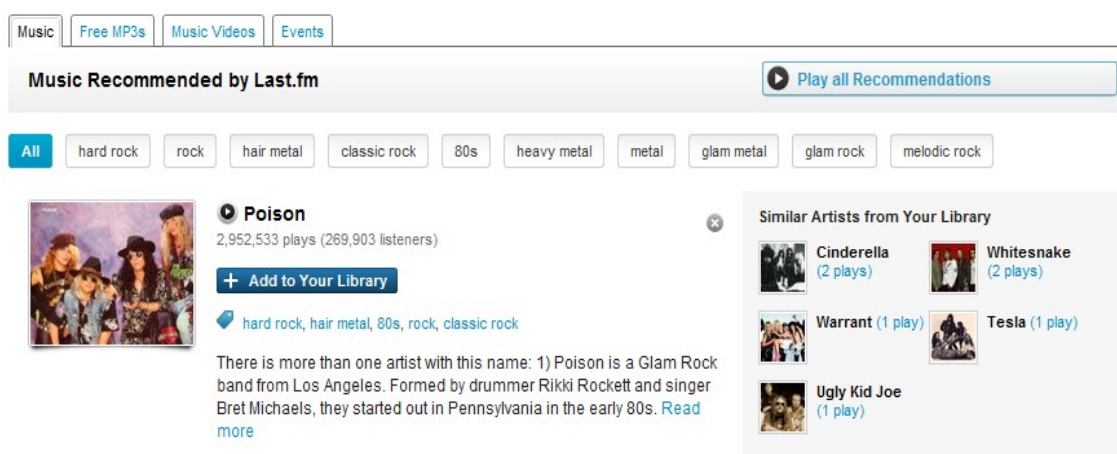 Music Free MP3s Music Videos Events
Music Recommended by Last.fm
Play all Recommendations
All hard rock rock hair metal classic rock 80s heavy metal metal glam metal glam rock melodic rock
Poison
2,952,533 plays (269,903 listeners)
+ Add to Your Library
hard rock, hair metal, 80s, rock, classic rock
There is more than one artist with this name: 1) Poison is a Glam Rock
band from Los Angeles. Formed by drummer Rikki Rockett and singer
Bret Michaels, they started out in Pennsylvania in the early 80s. Read
more
Similar Artists from Your Library
Cinderella
(2 plays)
Whitesnake
(2 plays)
Warrant (1 play)
Tesla (1 play)
Ugly Kid Joe
(1 play)